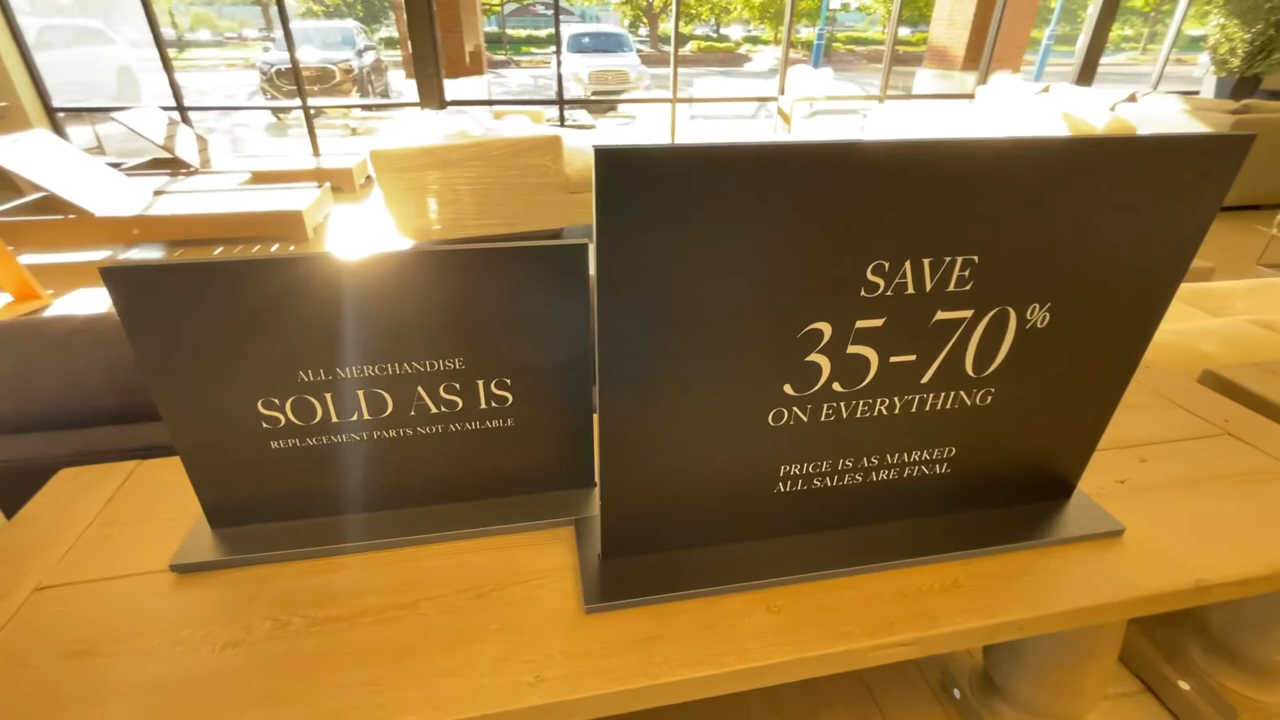 ALL MERCHANDISE
SOLD AS IS
REPLACEMENT PARTS NOT AVAILABLE
SAVE
35-70%
ON EVERYTHING
PRICE IS AS MARKED
ALL SALES ARE FINAL